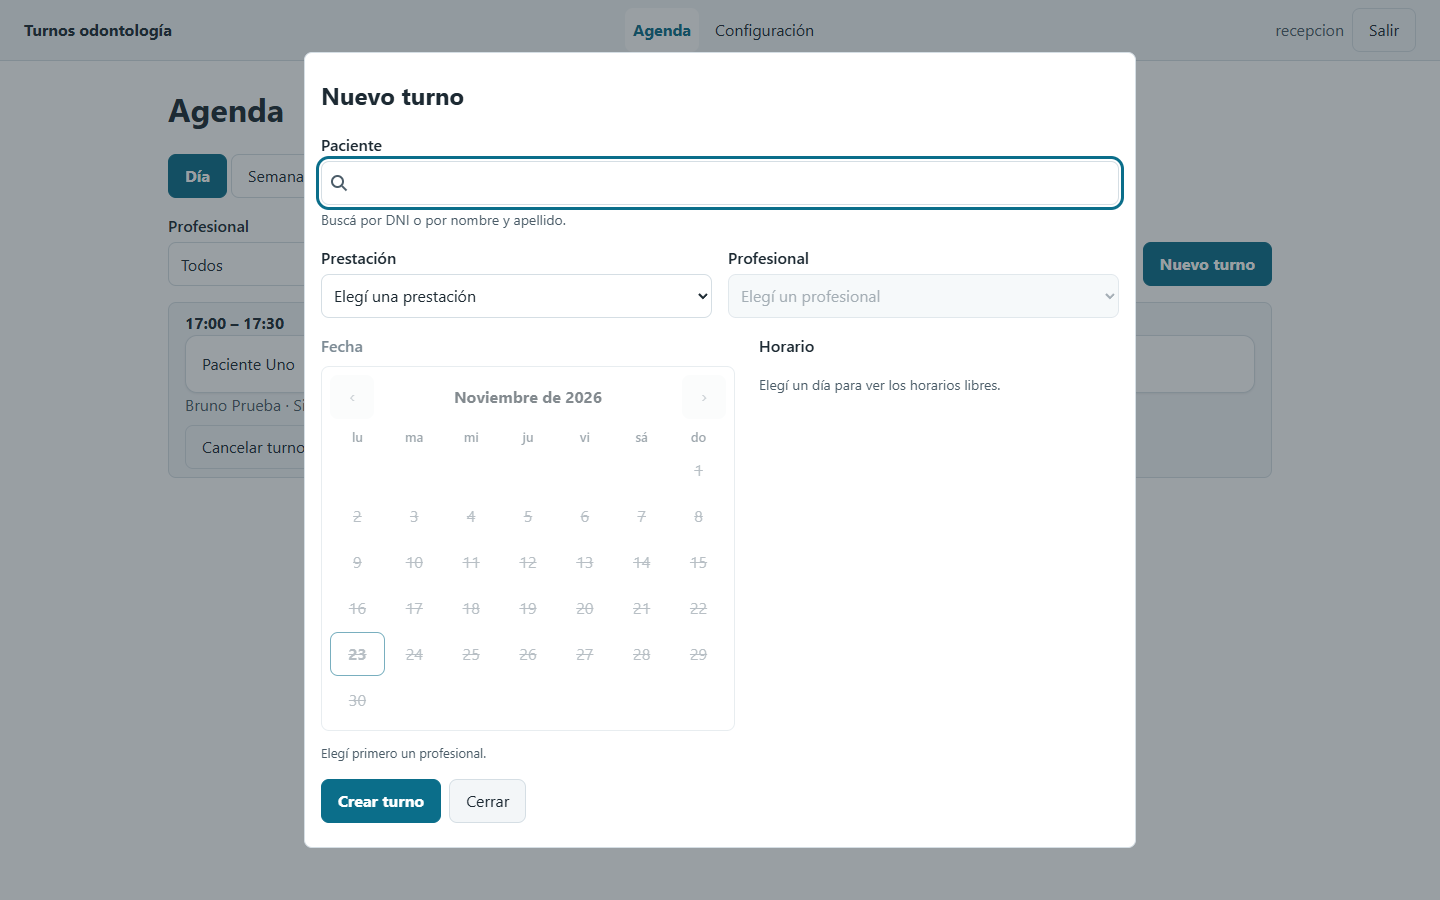 Turnos odontología
Agenda
Configuración
recepcion
Salir
Agenda
Día
Semana
Profesional
Todos
Nuevo turno
17:00 – 17:30
Paciente Uno
Bruno Prueba ·
Cancelar turno
Nuevo turno
Paciente
Buscá por DNI o por nombre y apellido.
Prestación
Profesional
Elegí una prestación
Elegí un profesional
Fecha
Horario
Elegí un día para ver los horarios libres.
‹ Noviembre de 2026 ›
lu ma mi ju vi sá do
1
2 3 4 5 6 7 8
9 10 11 12 13 14 15
16 17 18 19 20 21 22
23 24 25 26 27 28 29
30
Elegí primero un profesional.
Crear turno
Cerrar